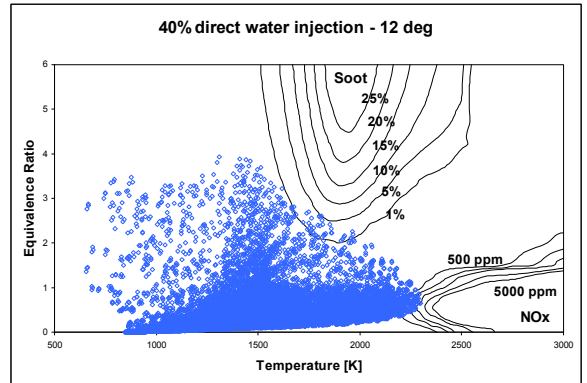 40% direct water injection - 12 deg
6
5
4
3
2
1
0
Equivalence Ratio
Soot
25%
20%
15%
10%
5%
1%
500 ppm
5000 ppm
NOx
500 1000 1500 2000 2500 3000
Temperature [K]